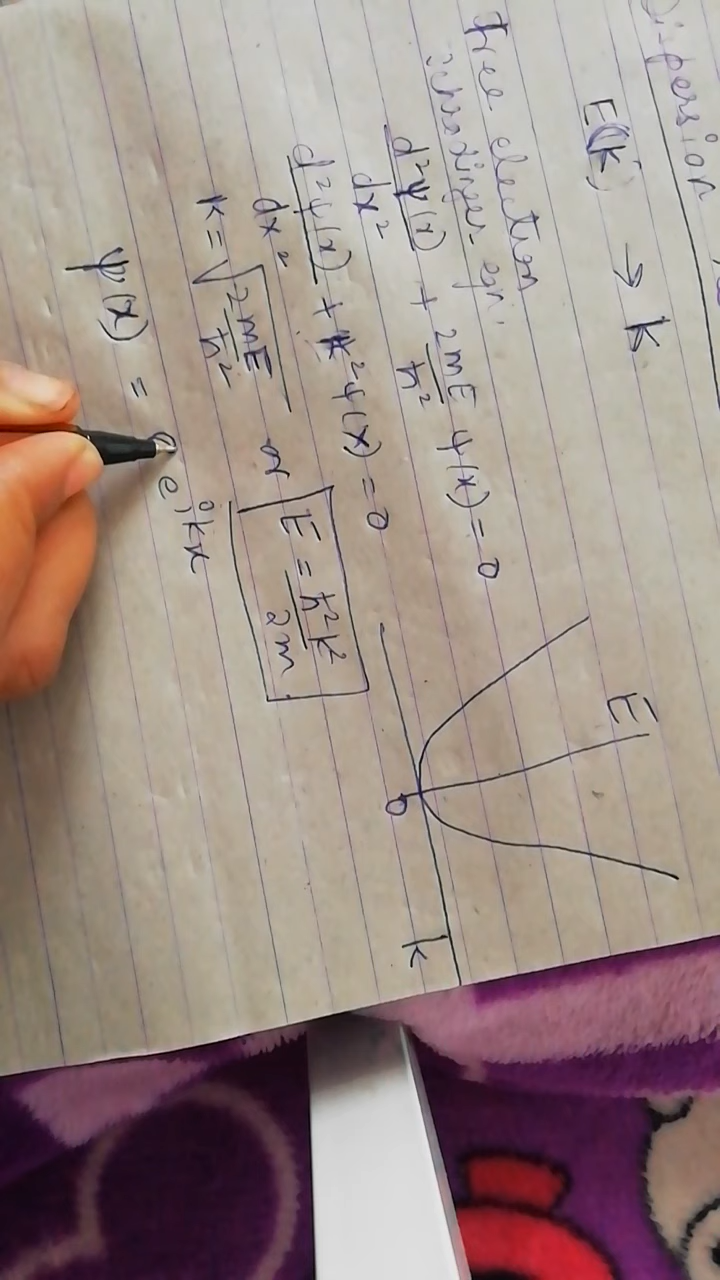 Dispersion
E(k) → k
free electron
schrodinger eqn.
d²ψ(x)/dx² + 2mE/ħ² ψ(x) = 0
d²ψ(x)/dx² + k²ψ(x) = 0
k = √2mE/ħ² or E = ħ²k²/2m
ψ(x) = e^ikx
E
0
k